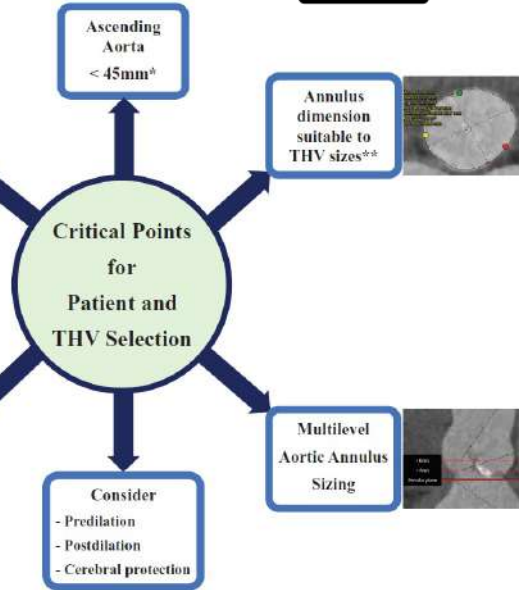 Ascending
Aorta
< 45mm*
Annulus
dimension
suitable to
THV sizes**
Critical Points
for
Patient and
THV Selection
Multilevel
Aortic Annulus
Sizing
Consider
- Predilation
- Postdilation
- Cerebral protection